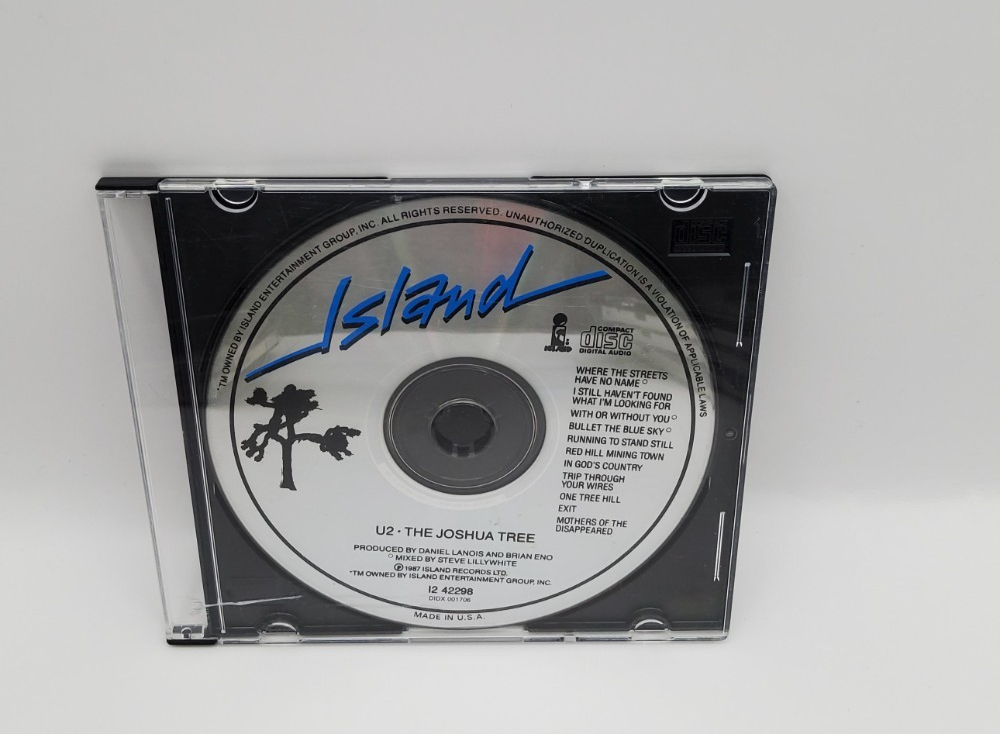 *TM OWNED BY ISLAND ENTERTAINMENT GROUP, INC. ALL RIGHTS RESERVED. UNAUTHORIZED DUPLICATION IS A VIOLATION OF APPLICABLE LAWS
Island
disc
ISLAND
COMPACT
disc
DIGITAL AUDIO
WHERE THE STREETS
HAVE NO NAME°
I STILL HAVEN'T FOUND
WHAT I'M LOOKING FOR
WITH OR WITHOUT YOU°
BULLET THE BLUE SKY°
RUNNING TO STAND STILL
RED HILL MINING TOWN
IN GOD'S COUNTRY
TRIP THROUGH
YOUR WIRES
ONE TREE HILL
EXIT
MOTHERS OF THE
DISAPPEARED
U2 · THE JOSHUA TREE
PRODUCED BY DANIEL LANOIS AND BRIAN ENO
°MIXED BY STEVE LILLYWHITE
℗ 1987 ISLAND RECORDS LTD.
*TM OWNED BY ISLAND ENTERTAINMENT GROUP, INC.
I2 42298
DIDX 001706
MADE IN U.S.A.